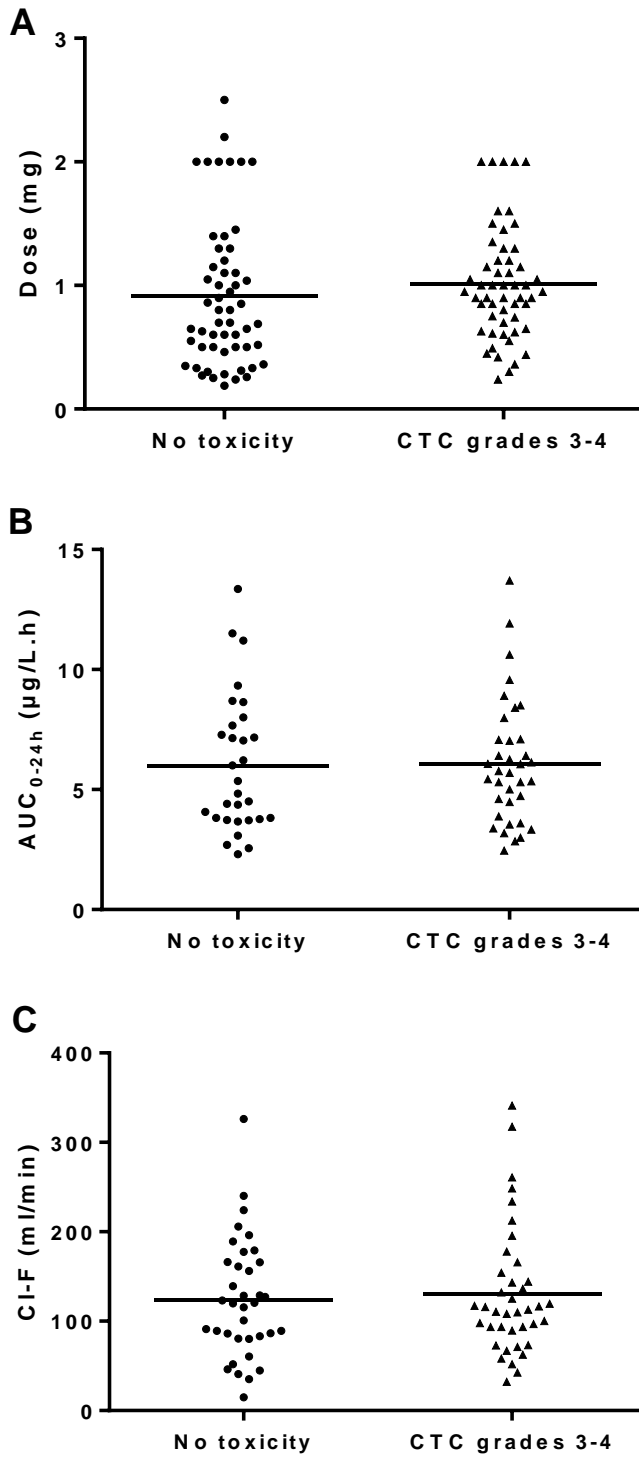 A
3
2
1
0
Dose (mg)
No toxicity CTC grades 3-4
B
15
10
5
0
AUC0-24h (µg/L.h)
No toxicity CTC grades 3-4
C
400
300
200
100
0
Cl-F (ml/min)
No toxicity CTC grades 3-4